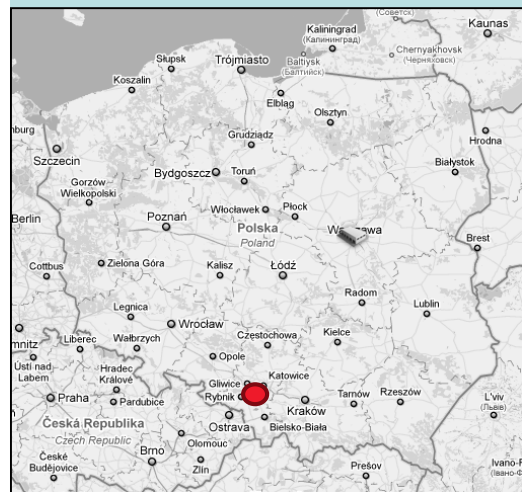 (Советск)
Kaliningrad
(Калининград)
Kaunas
Baltiysk
(Балтийск)
Chernyakhovsk
(Черняховск)
Słupsk
Trójmiasto
Koszalin
Elbląg
Olsztyn
Grudziądz
Hrodna
Szczecin
Białystok
Bydgoszcz
Toruń
Gorzów
Wielkopolski
Włocławek
Płock
Berlin
Poznań
Polska
Poland
Brest
Cottbus
Zielona Góra
Kalisz
Łódź
Radom
Lublin
Legnica
Wrocław
Kielce
Liberec
Wałbrzych
Częstochowa
Ústí nad
Labem
Opole
Hradec
Králové
Gliwice
Katowice
Rybnik
Tarnów
Rzeszów
Praha
Pardubice
Kraków
L'viv
(Львів)
Ostrava
Bielsko-Biała
Česká Republika
Czech Republic
Olomouc
Brno
Zlín
České
Budějovice
Prešov